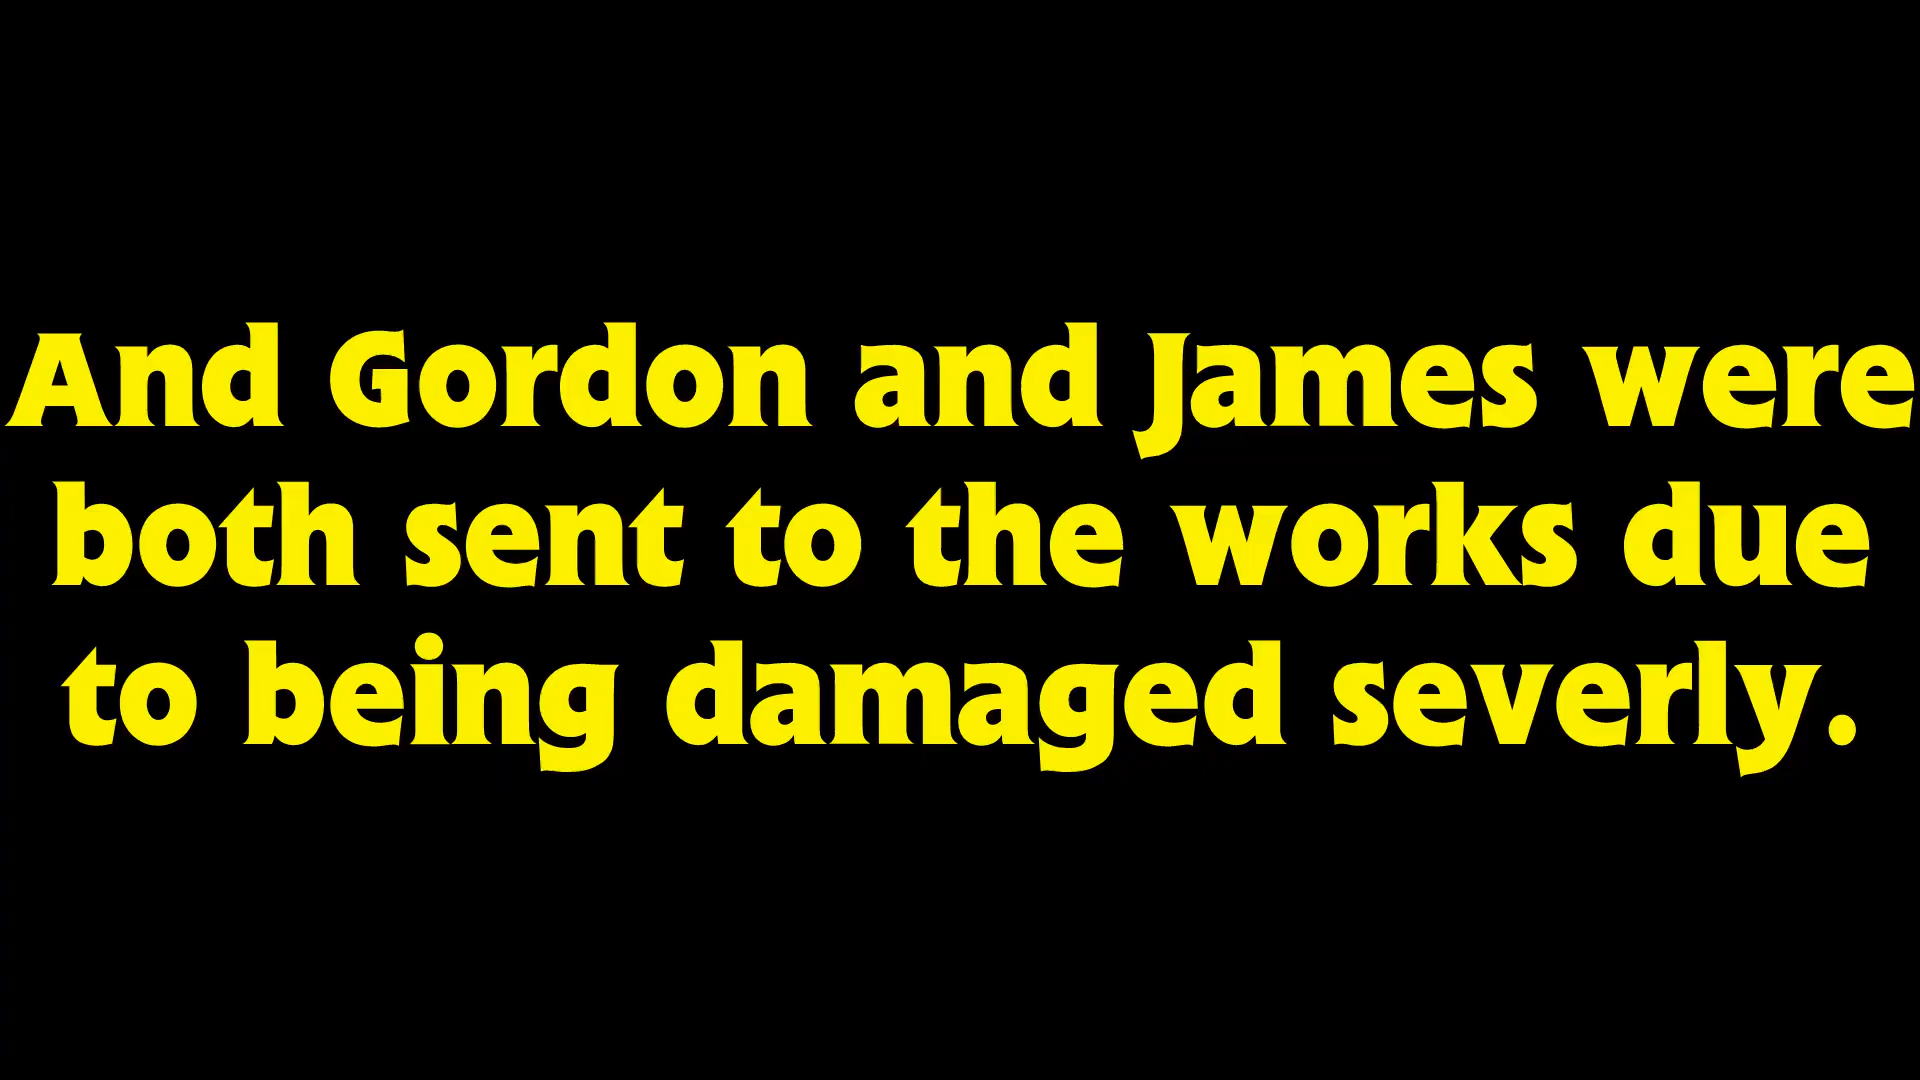 And Gordon and James were
both sent to the works due
to being damaged severly.